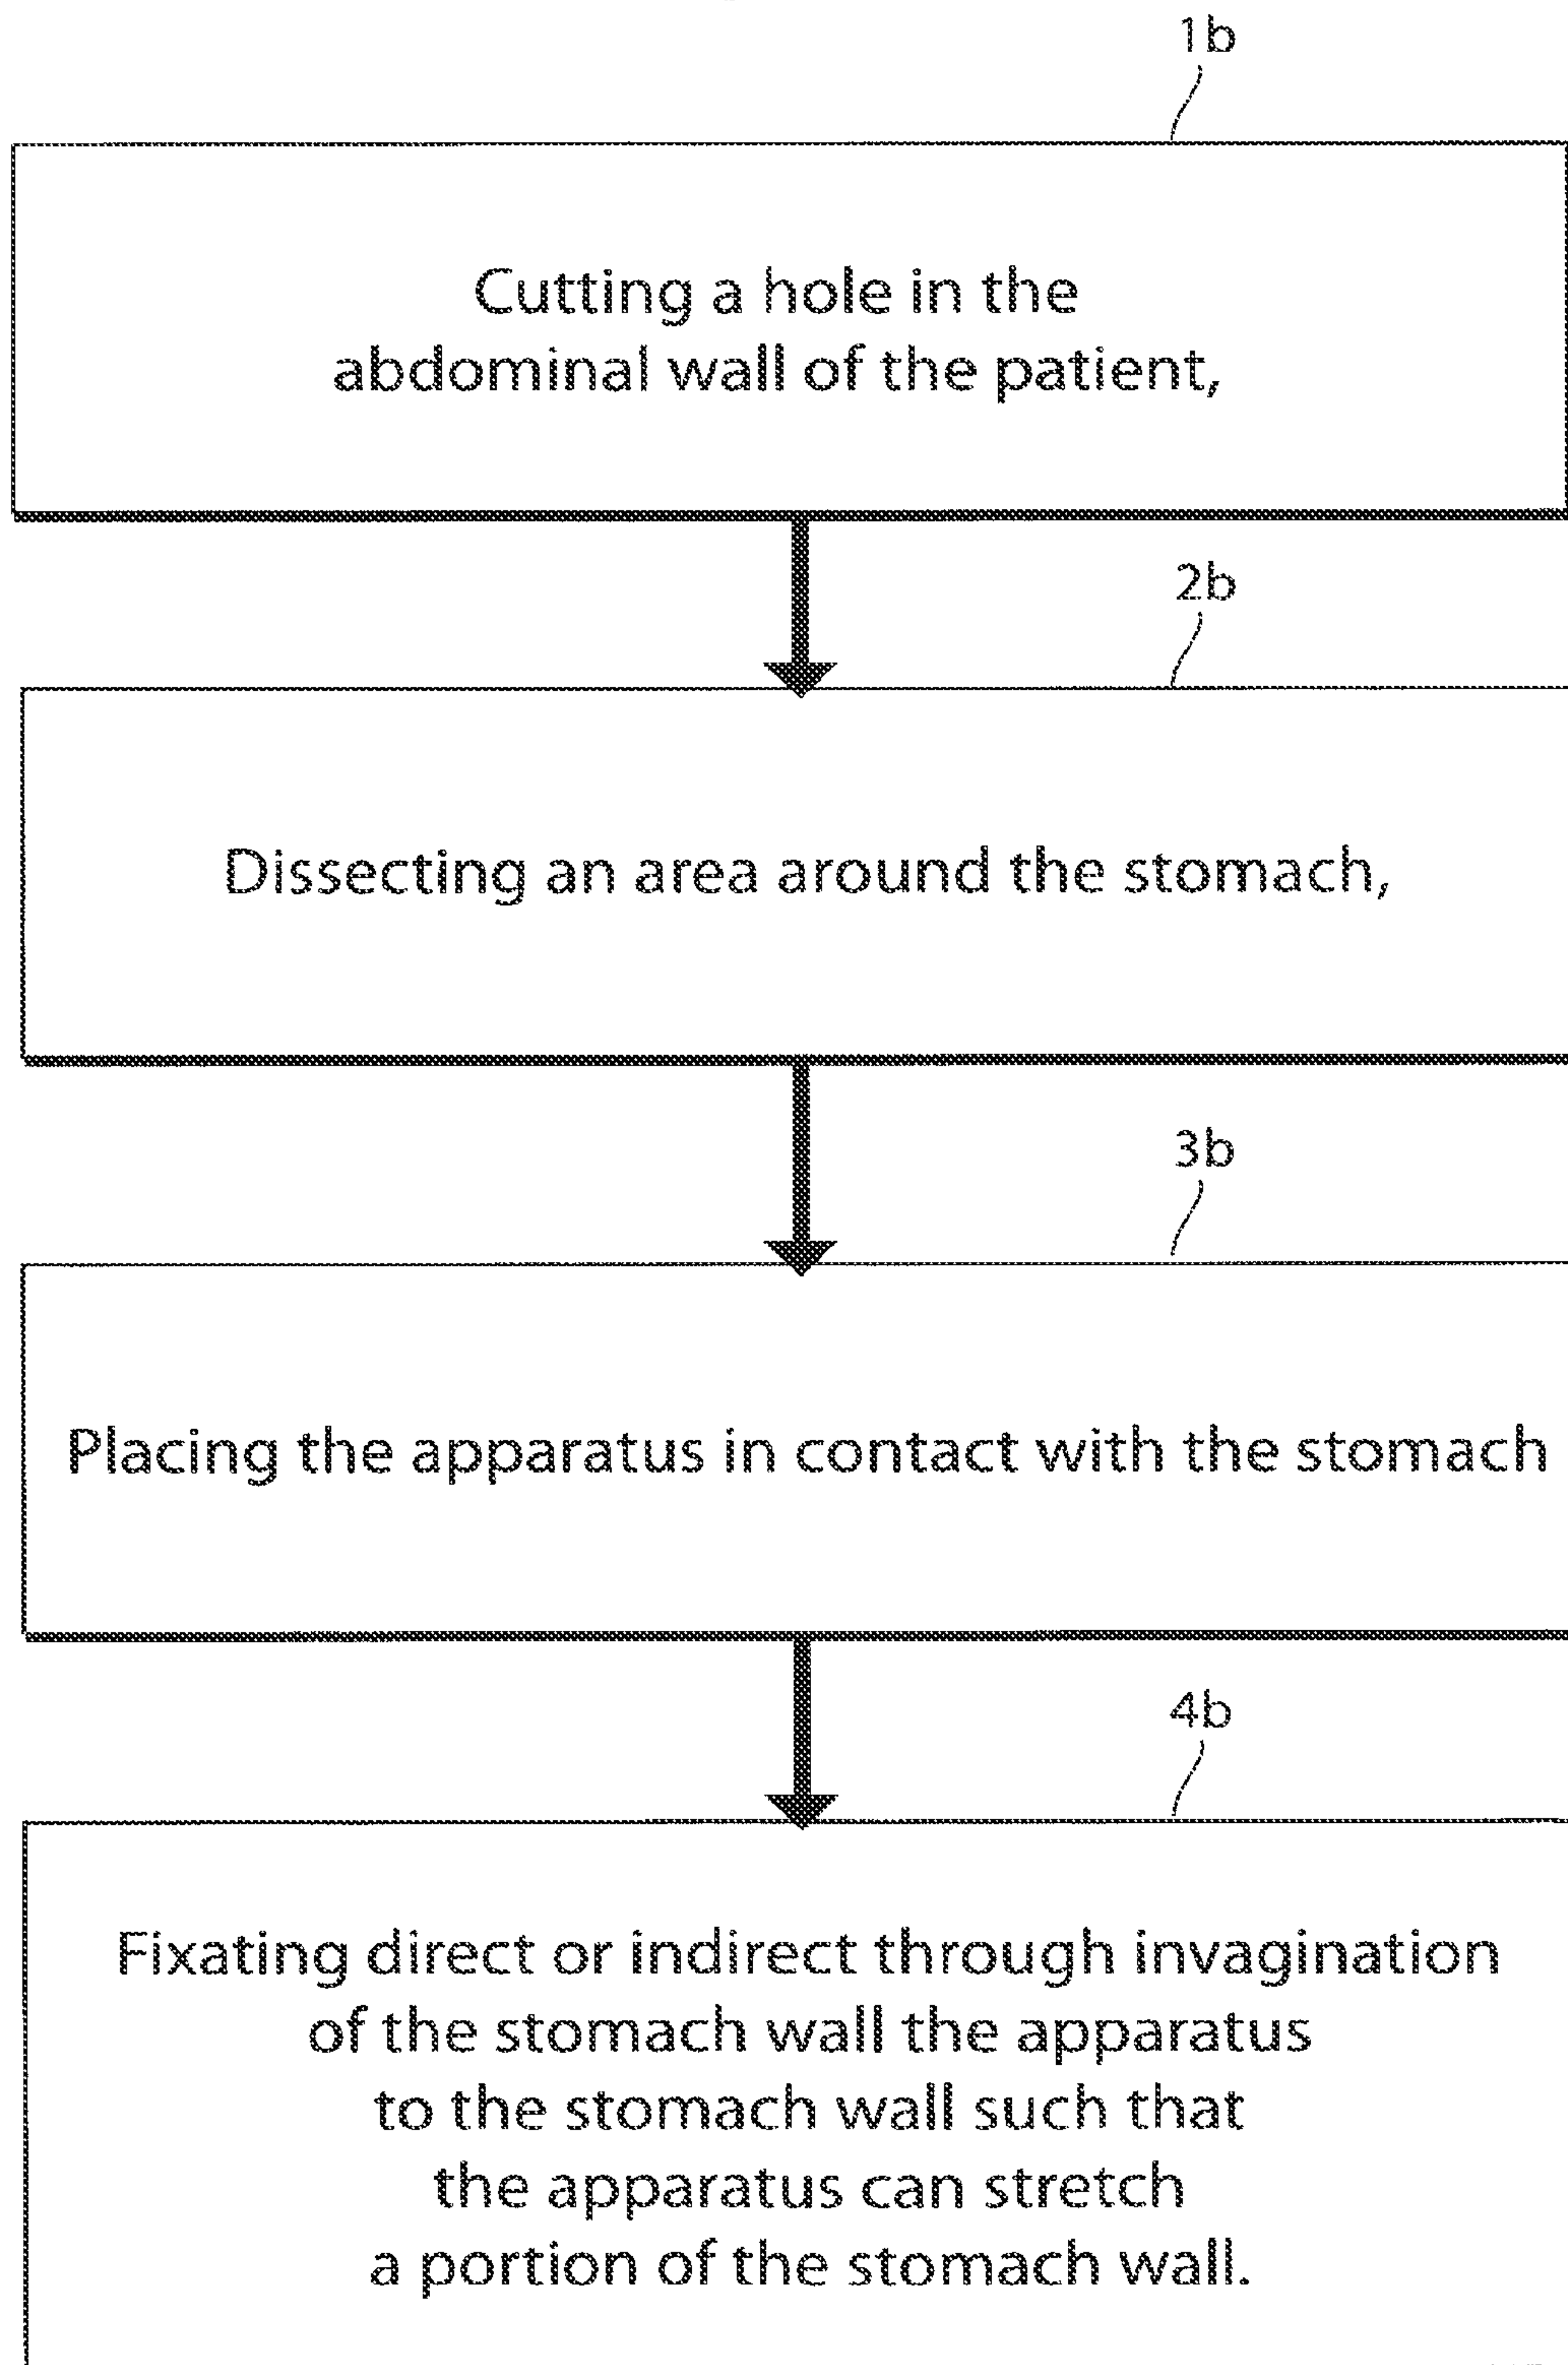 1b
Cutting a hole in the
abdominal wall of the patient,
2b
Dissecting an area around the stomach,
3b
Placing the apparatus in contact with the stomach
4b
Fixating direct or indirect through invagination
of the stomach wall the apparatus
to the stomach wall such that
the apparatus can stretch
a portion of the stomach wall.